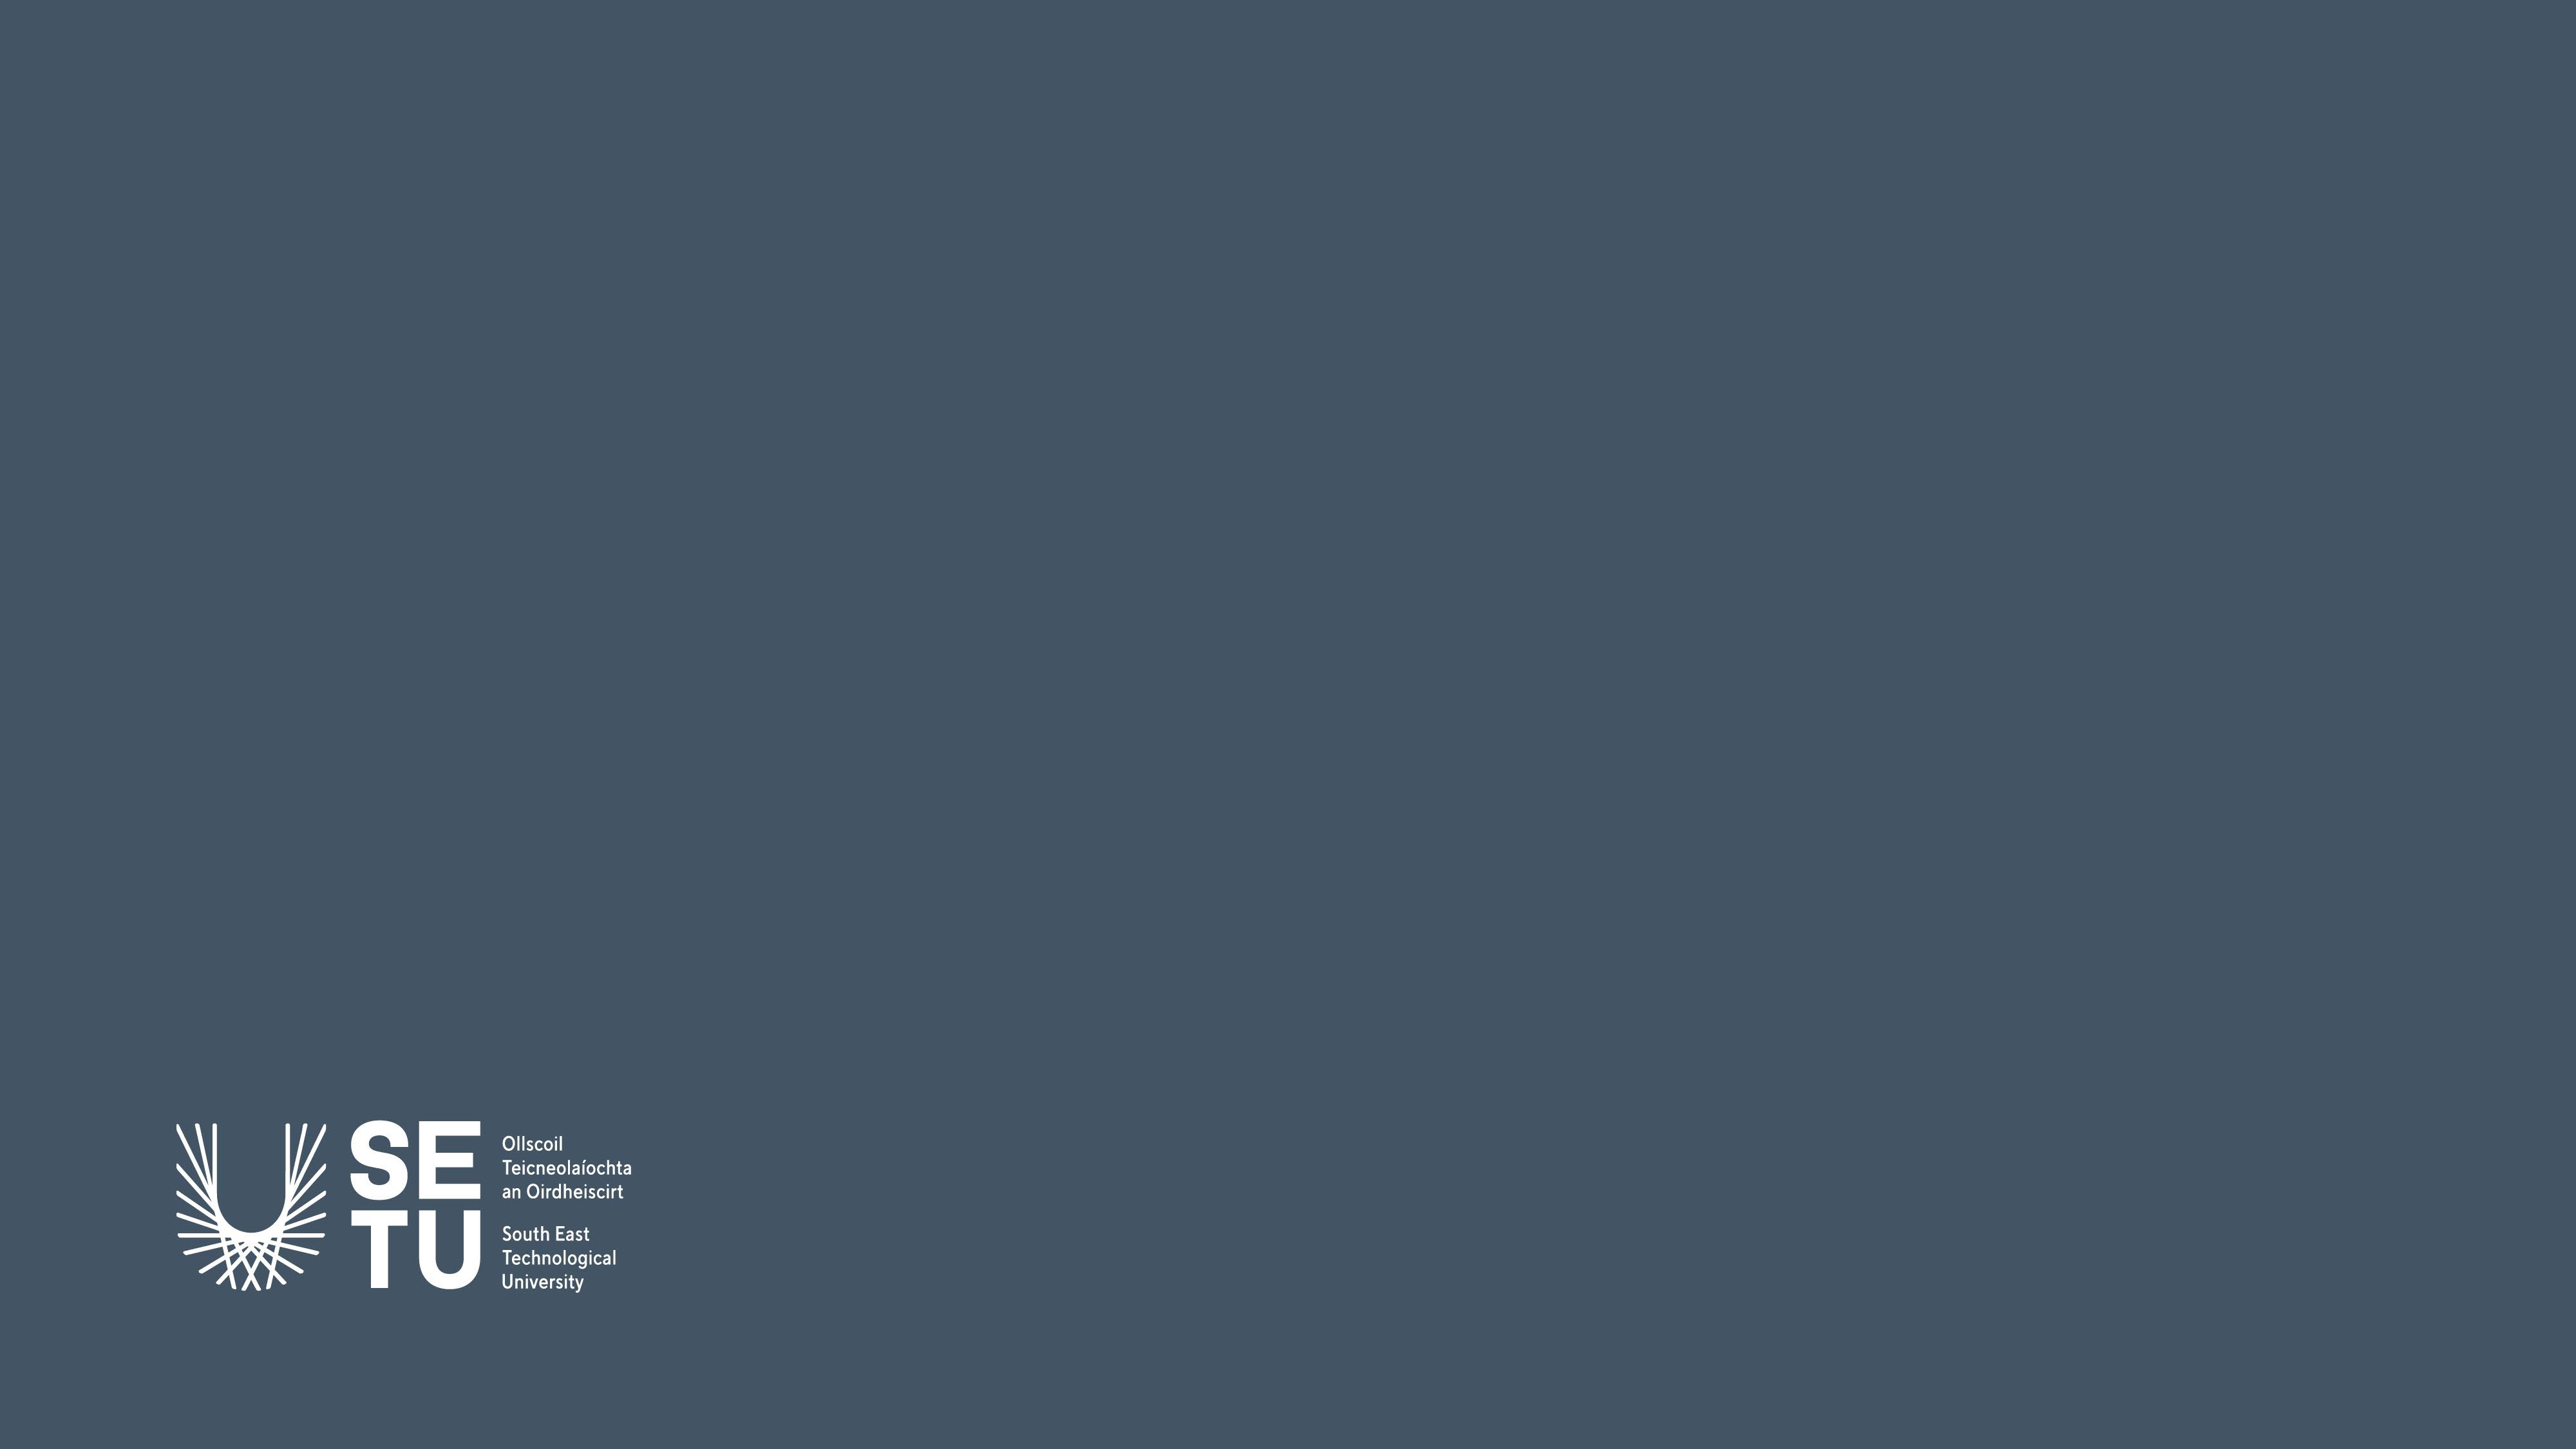 SE
TU
Ollscoil
Teicneolaíochta
an Oirdheiscirt
South East
Technological
University